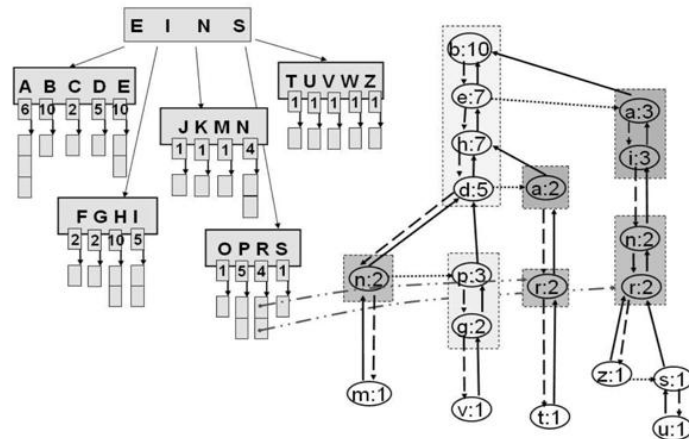 E I N S
A B C D E
6 10 2 5 10
T U V W Z
1 1 1 1 1
J K M N
1 1 1 4
F G H I
2 2 10 5
O P R S
1 5 4 1
b:10
e:7
a:3
h:7
i:3
d:5
a:2
n:2
n:2
p:3
r:2
r:2
q:2
z:1
s:1
m:1
v:1
t:1
u:1